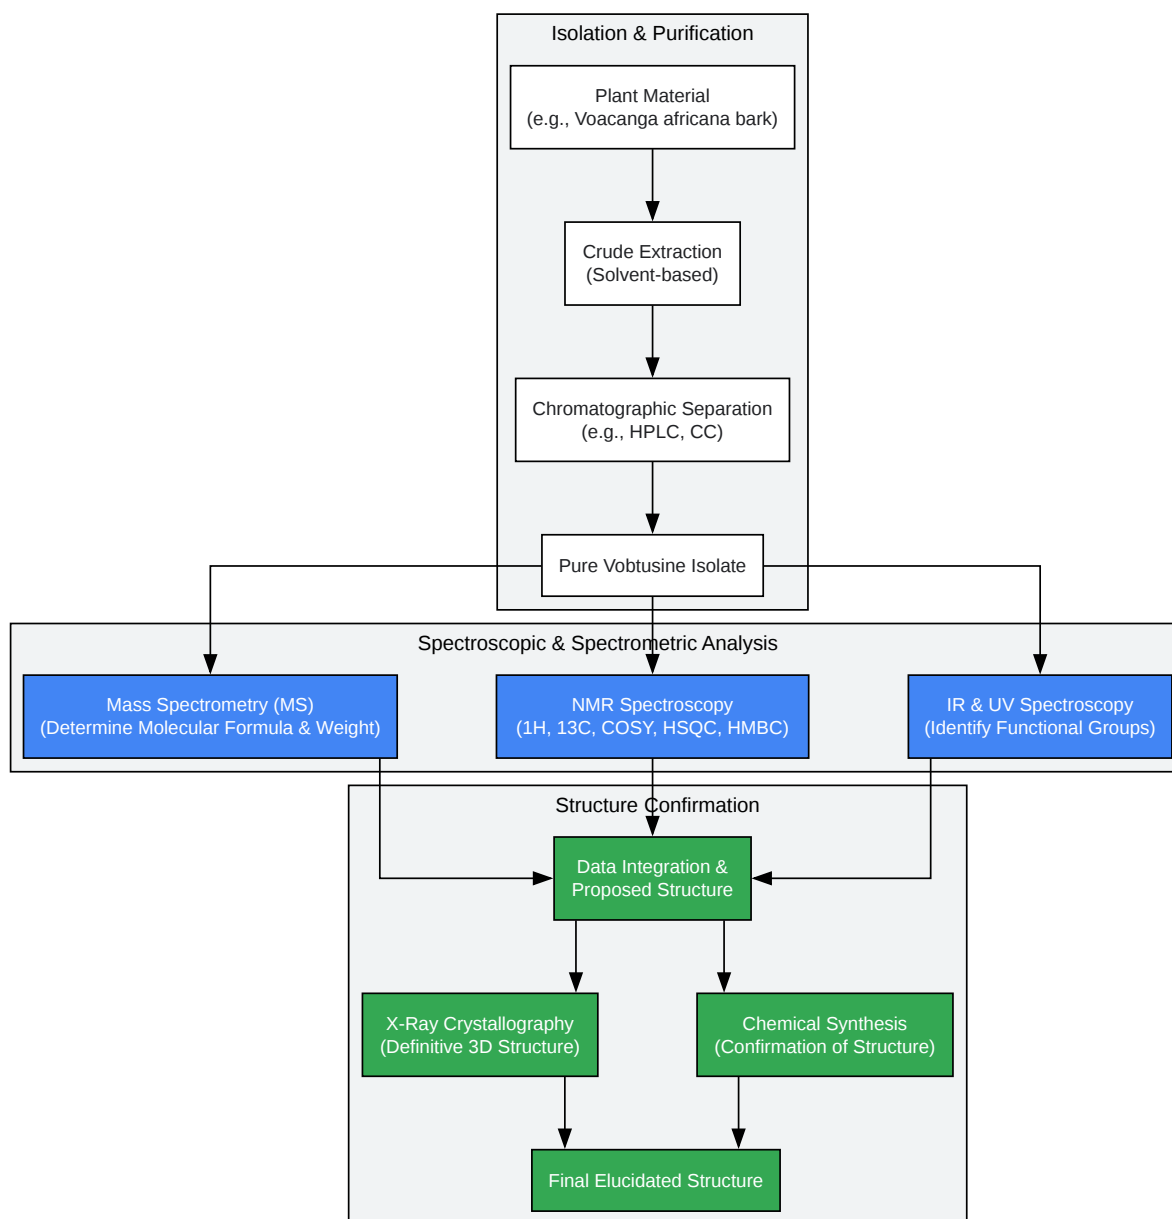 Isolation & Purification
Plant Material
(e.g., Voacanga africana bark)
Crude Extraction
(Solvent-based)
Chromatographic Separation
(e.g., HPLC, CC)
Pure Vobtusine Isolate
Spectroscopic & Spectrometric Analysis
Mass Spectrometry (MS)
(Determine Molecular Formula & Weight)
NMR Spectroscopy
(1H, 13C, COSY, HSQC, HMBC)
IR & UV Spectroscopy
(Identify Functional Groups)
Structure Confirmation
Data Integration &
Proposed Structure
X-Ray Crystallography
(Definitive 3D Structure)
Chemical Synthesis
(Confirmation of Structure)
Final Elucidated Structure